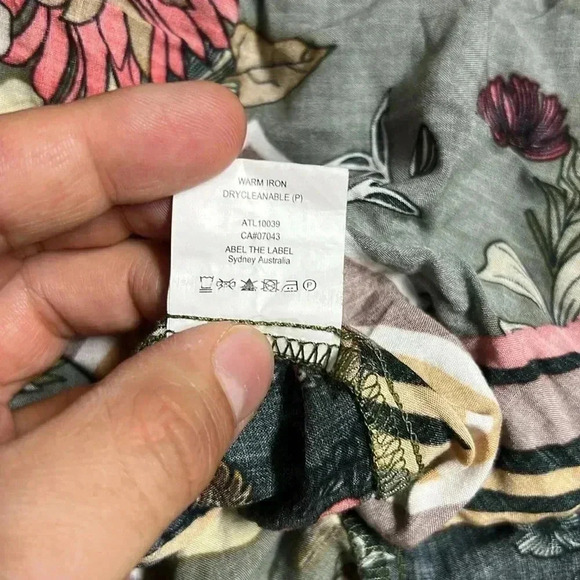 WARM IRON
DRYCLEANABLE (P)
ATL10039
CA#07043
ABEL THE LABEL
Sydney Australia
P